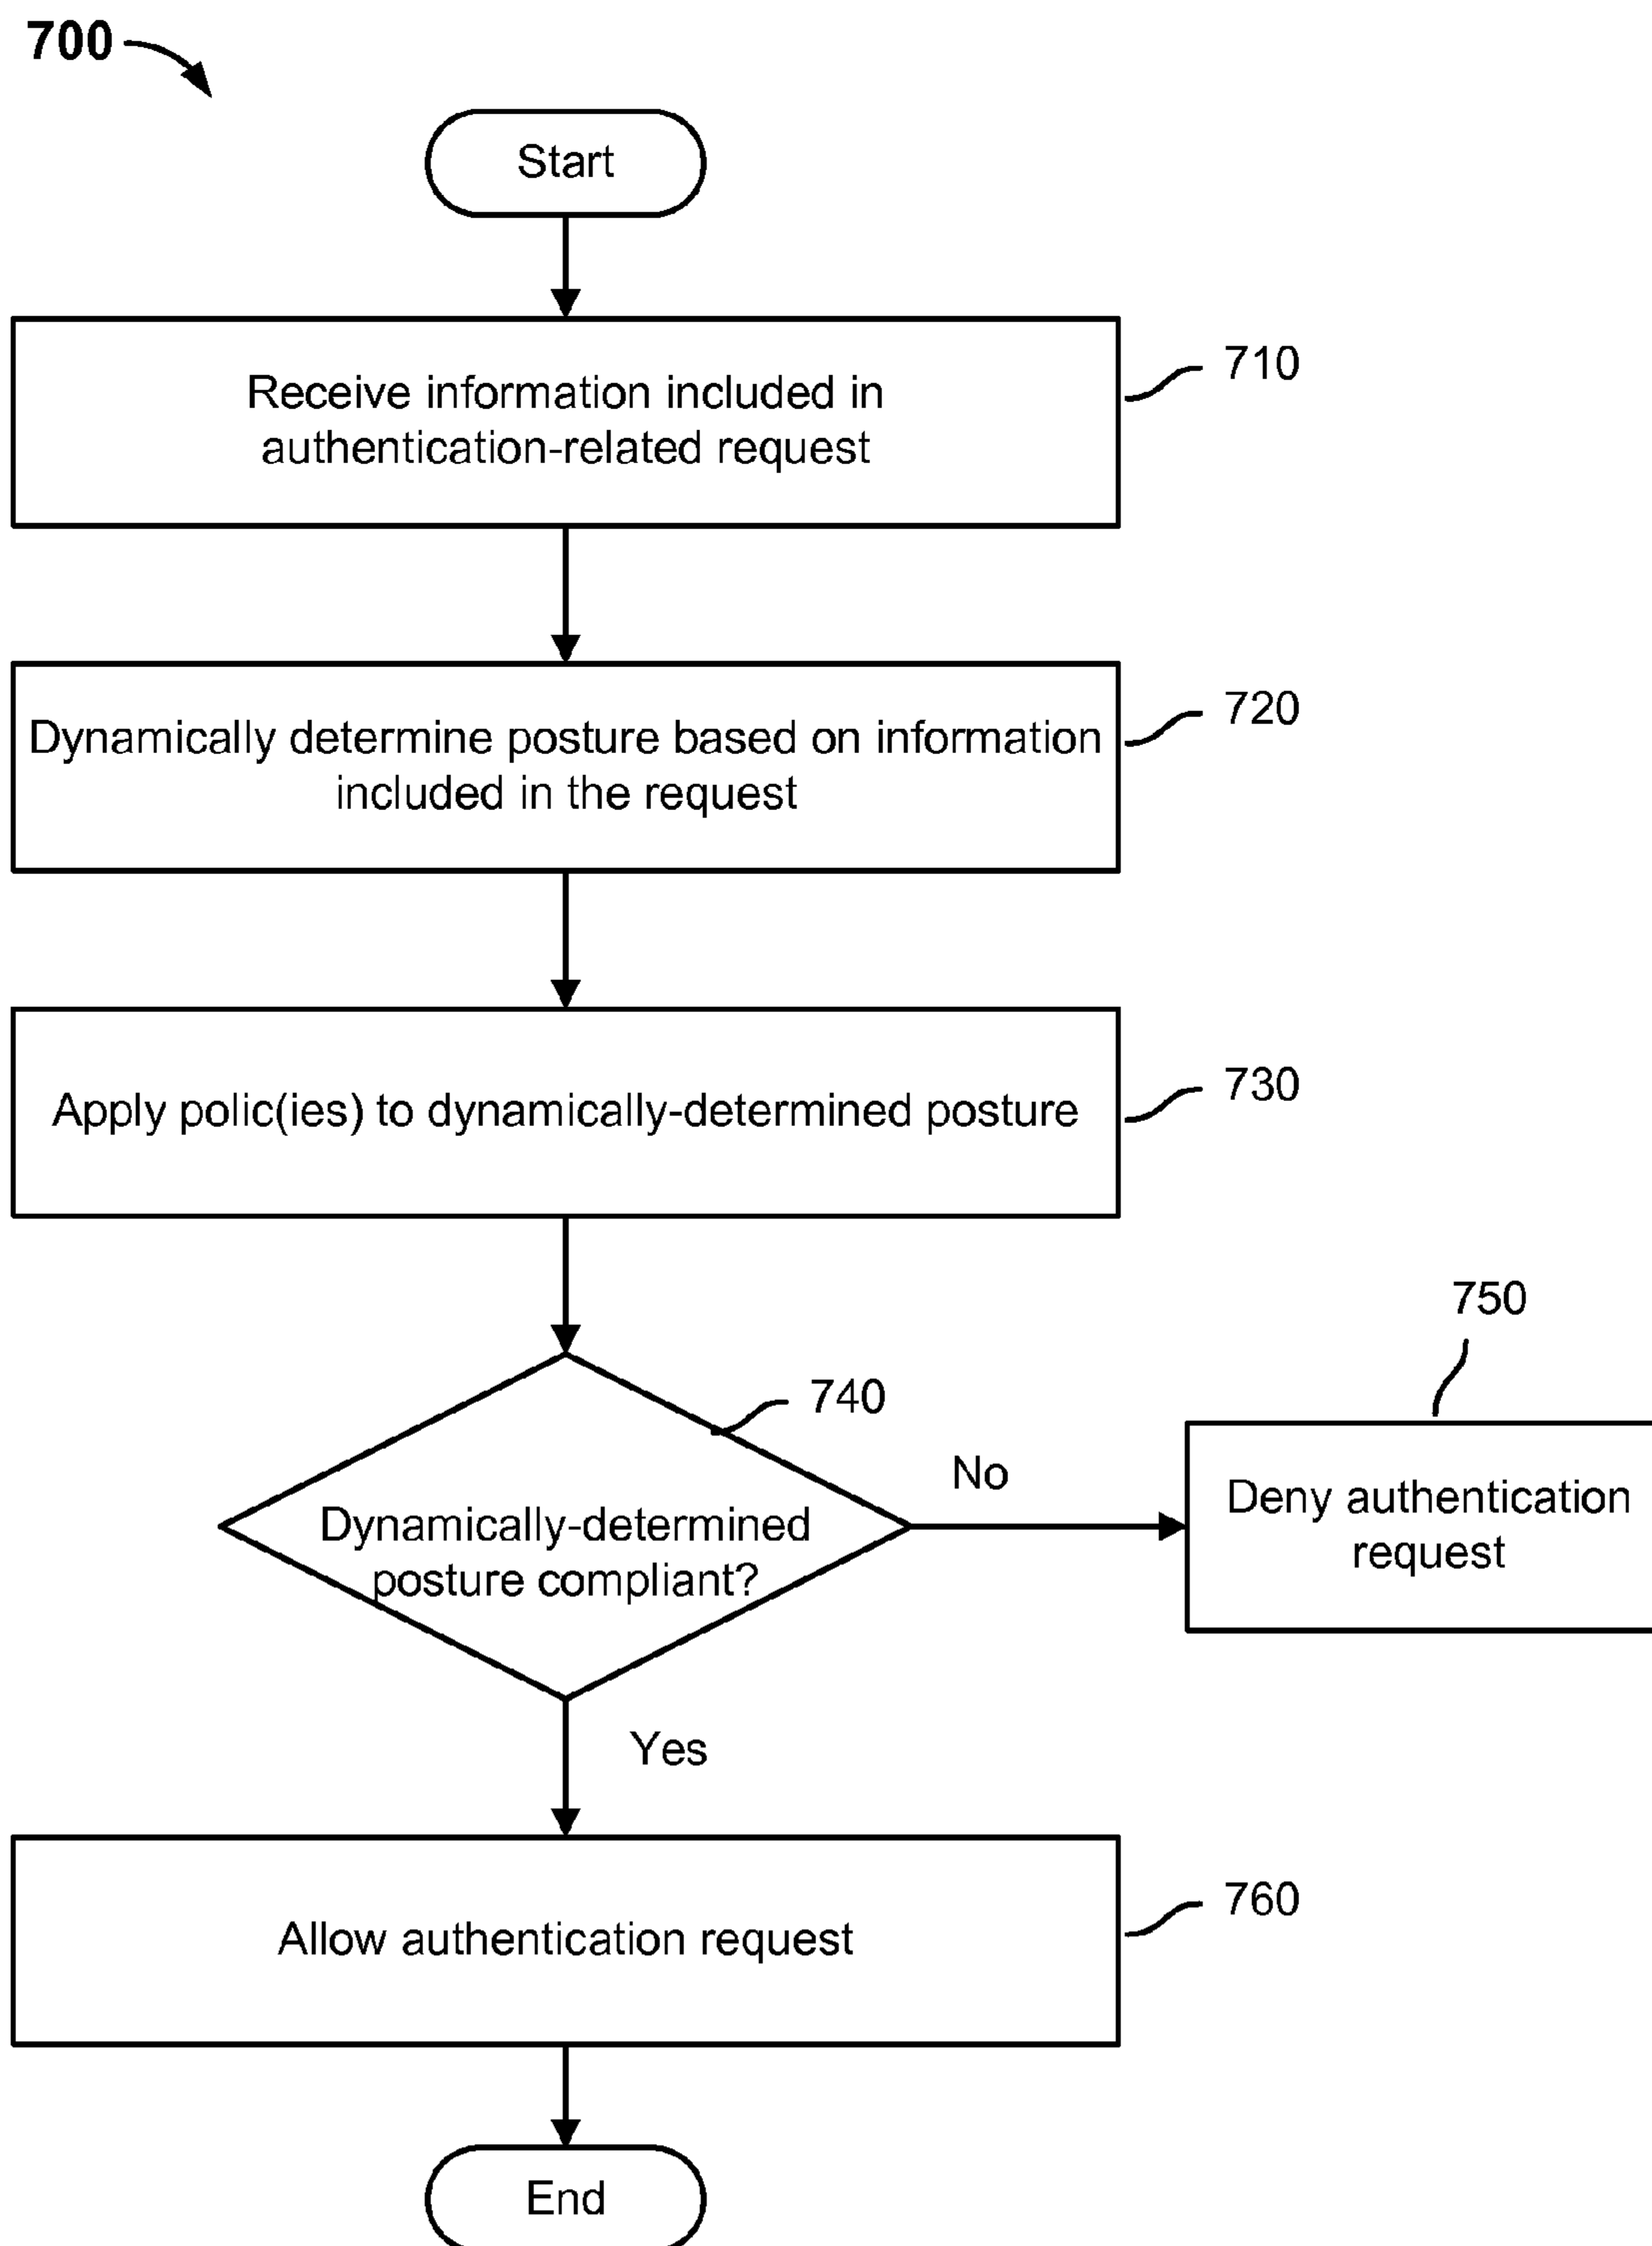 700
Start
Receive information included in
authentication-related request
710
Dynamically determine posture based on information
included in the request
720
Apply polic(ies) to dynamically-determined posture
730
740
Dynamically-determined
posture compliant?
No
750
Deny authentication
request
Yes
Allow authentication request
760
End